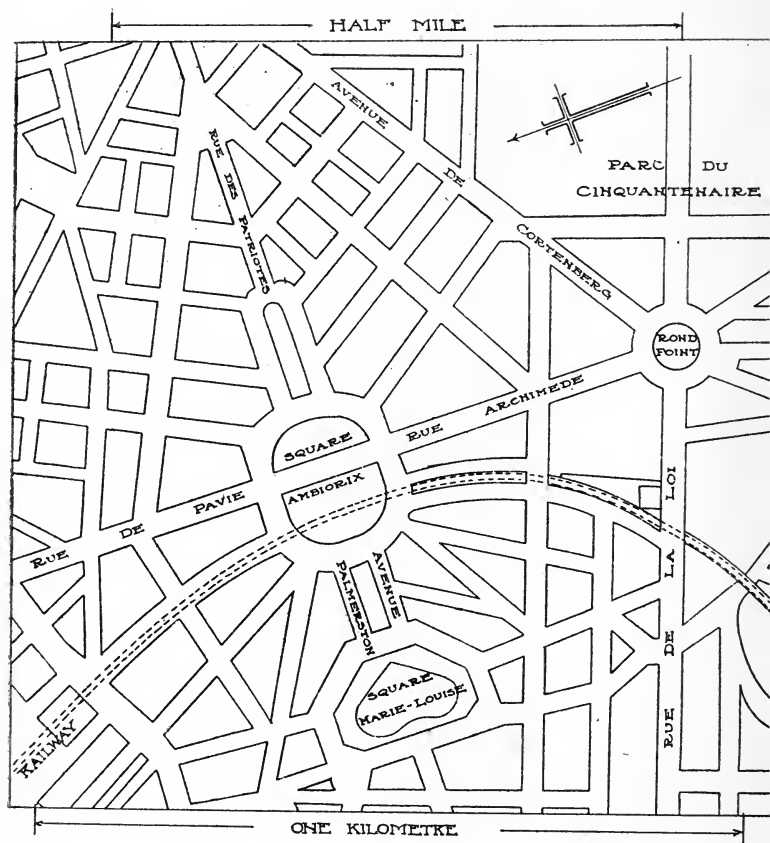 HALF MILE
AVENUE DE CORTENBERG
RUE DES PATRIOTES
PARC DU
CINQUANTENAIRE
ROND
POINT
RUE ARCHIMEDE
SQUARE
AMBIORIX
RUE DE PAVIE
RUE DE LA LOI
AVENUE
PALMERSTON
SQUARE
MARIE-LOUISE
RAILWAY
ONE KILOMETRE